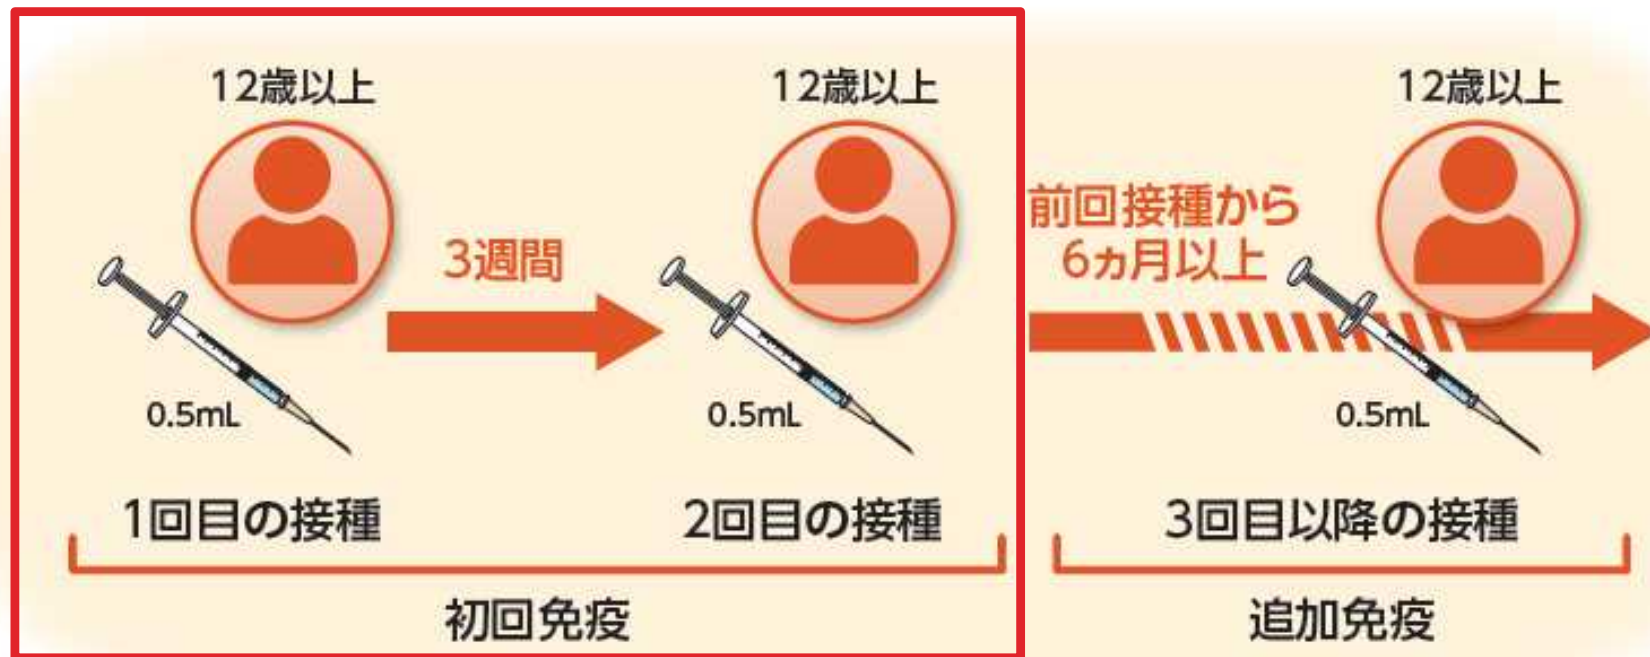 12歳以上
12歳以上
12歳以上
3週間
前回接種から
6ヵ月以上
0.5mL
0.5mL
0.5mL
1回目の接種
2回目の接種
3回目以降の接種
初回免疫
追加免疫